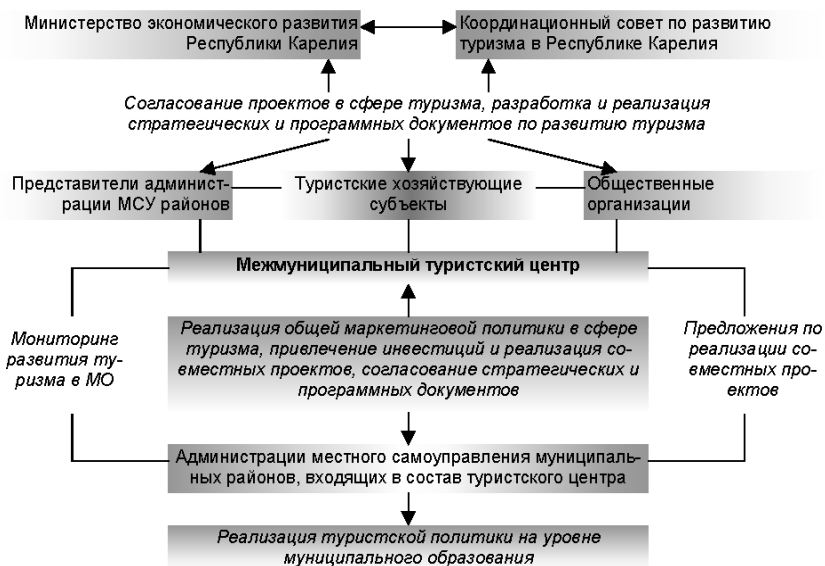 Министерство экономического развития
Республики Карелия
Координационный совет по развитию
туризма в Республике Карелия
Согласование проектов в сфере туризма, разработка и реализация
стратегических и программных документов по развитию туризма
Представители админист-
рации МСУ районов
Туристские хозяйствующие
субъекты
Общественные
организации
Межмуниципальный туристский центр
Мониторинг
развития ту-
ризма в МО
Реализация общей маркетинговой политики в сфере
туризма, привлечение инвестиций и реализация со-
вместных проектов, согласование стратегических и
программных документов
Предложения по
реализации со-
вместных про-
ектов
Администрации местного самоуправления муниципаль-
ных районов, входящих в состав туристского центра
Реализация туристской политики на уровне
муниципального образования